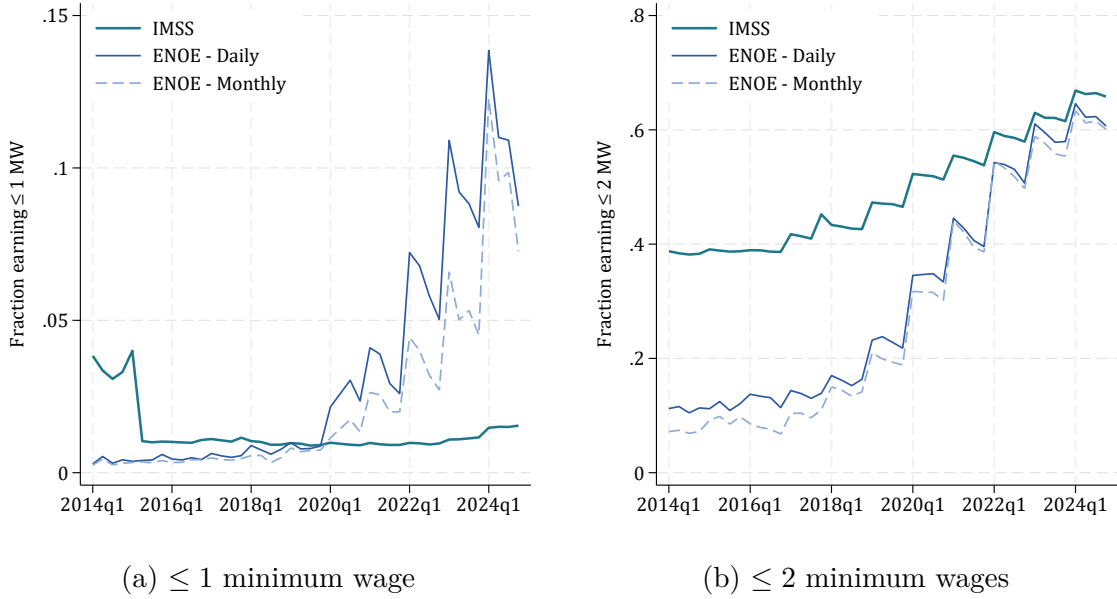 Fraction earning ≤ 1 MW
.15
.1
.05
0
IMSS
ENOE - Daily
ENOE - Monthly
2014q1 2016q1 2018q1 2020q1 2022q1 2024q1
(a) ≤ 1 minimum wage
Fraction earning ≤ 2 MW
.8
.6
.4
.2
0
IMSS
ENOE - Daily
ENOE - Monthly
2014q1 2016q1 2018q1 2020q1 2022q1 2024q1
(b) ≤ 2 minimum wages